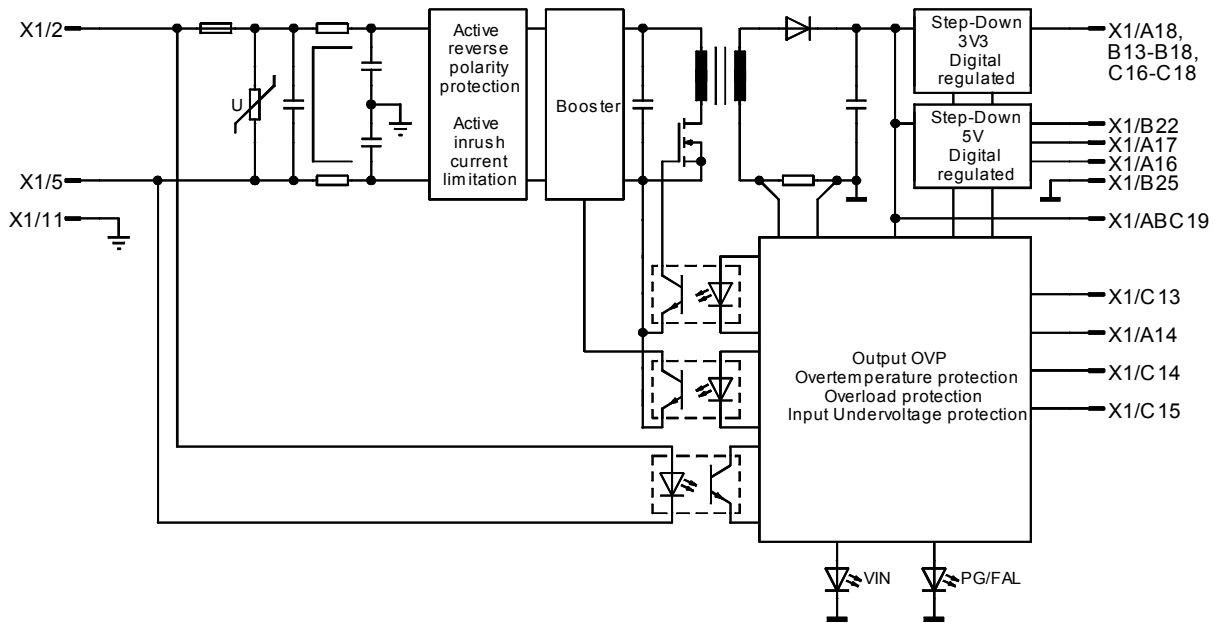 X1/2
X1/5
X1/11
U
Active
reverse
polarity
protection
Active
inrush
current
limitation
Booster
Step-Down
3V3
Digital
regulated
Step-Down
5V
Digital
regulated
X1/A18,
B13-B18,
C16-C18
X1/B22
X1/A17
X1/A16
X1/B25
X1/ABC19
X1/C13
X1/A14
X1/C14
X1/C15
Output OVP
Overtemperature protection
Overload protection
Input Undervoltage protection
VIN
PG/FAL